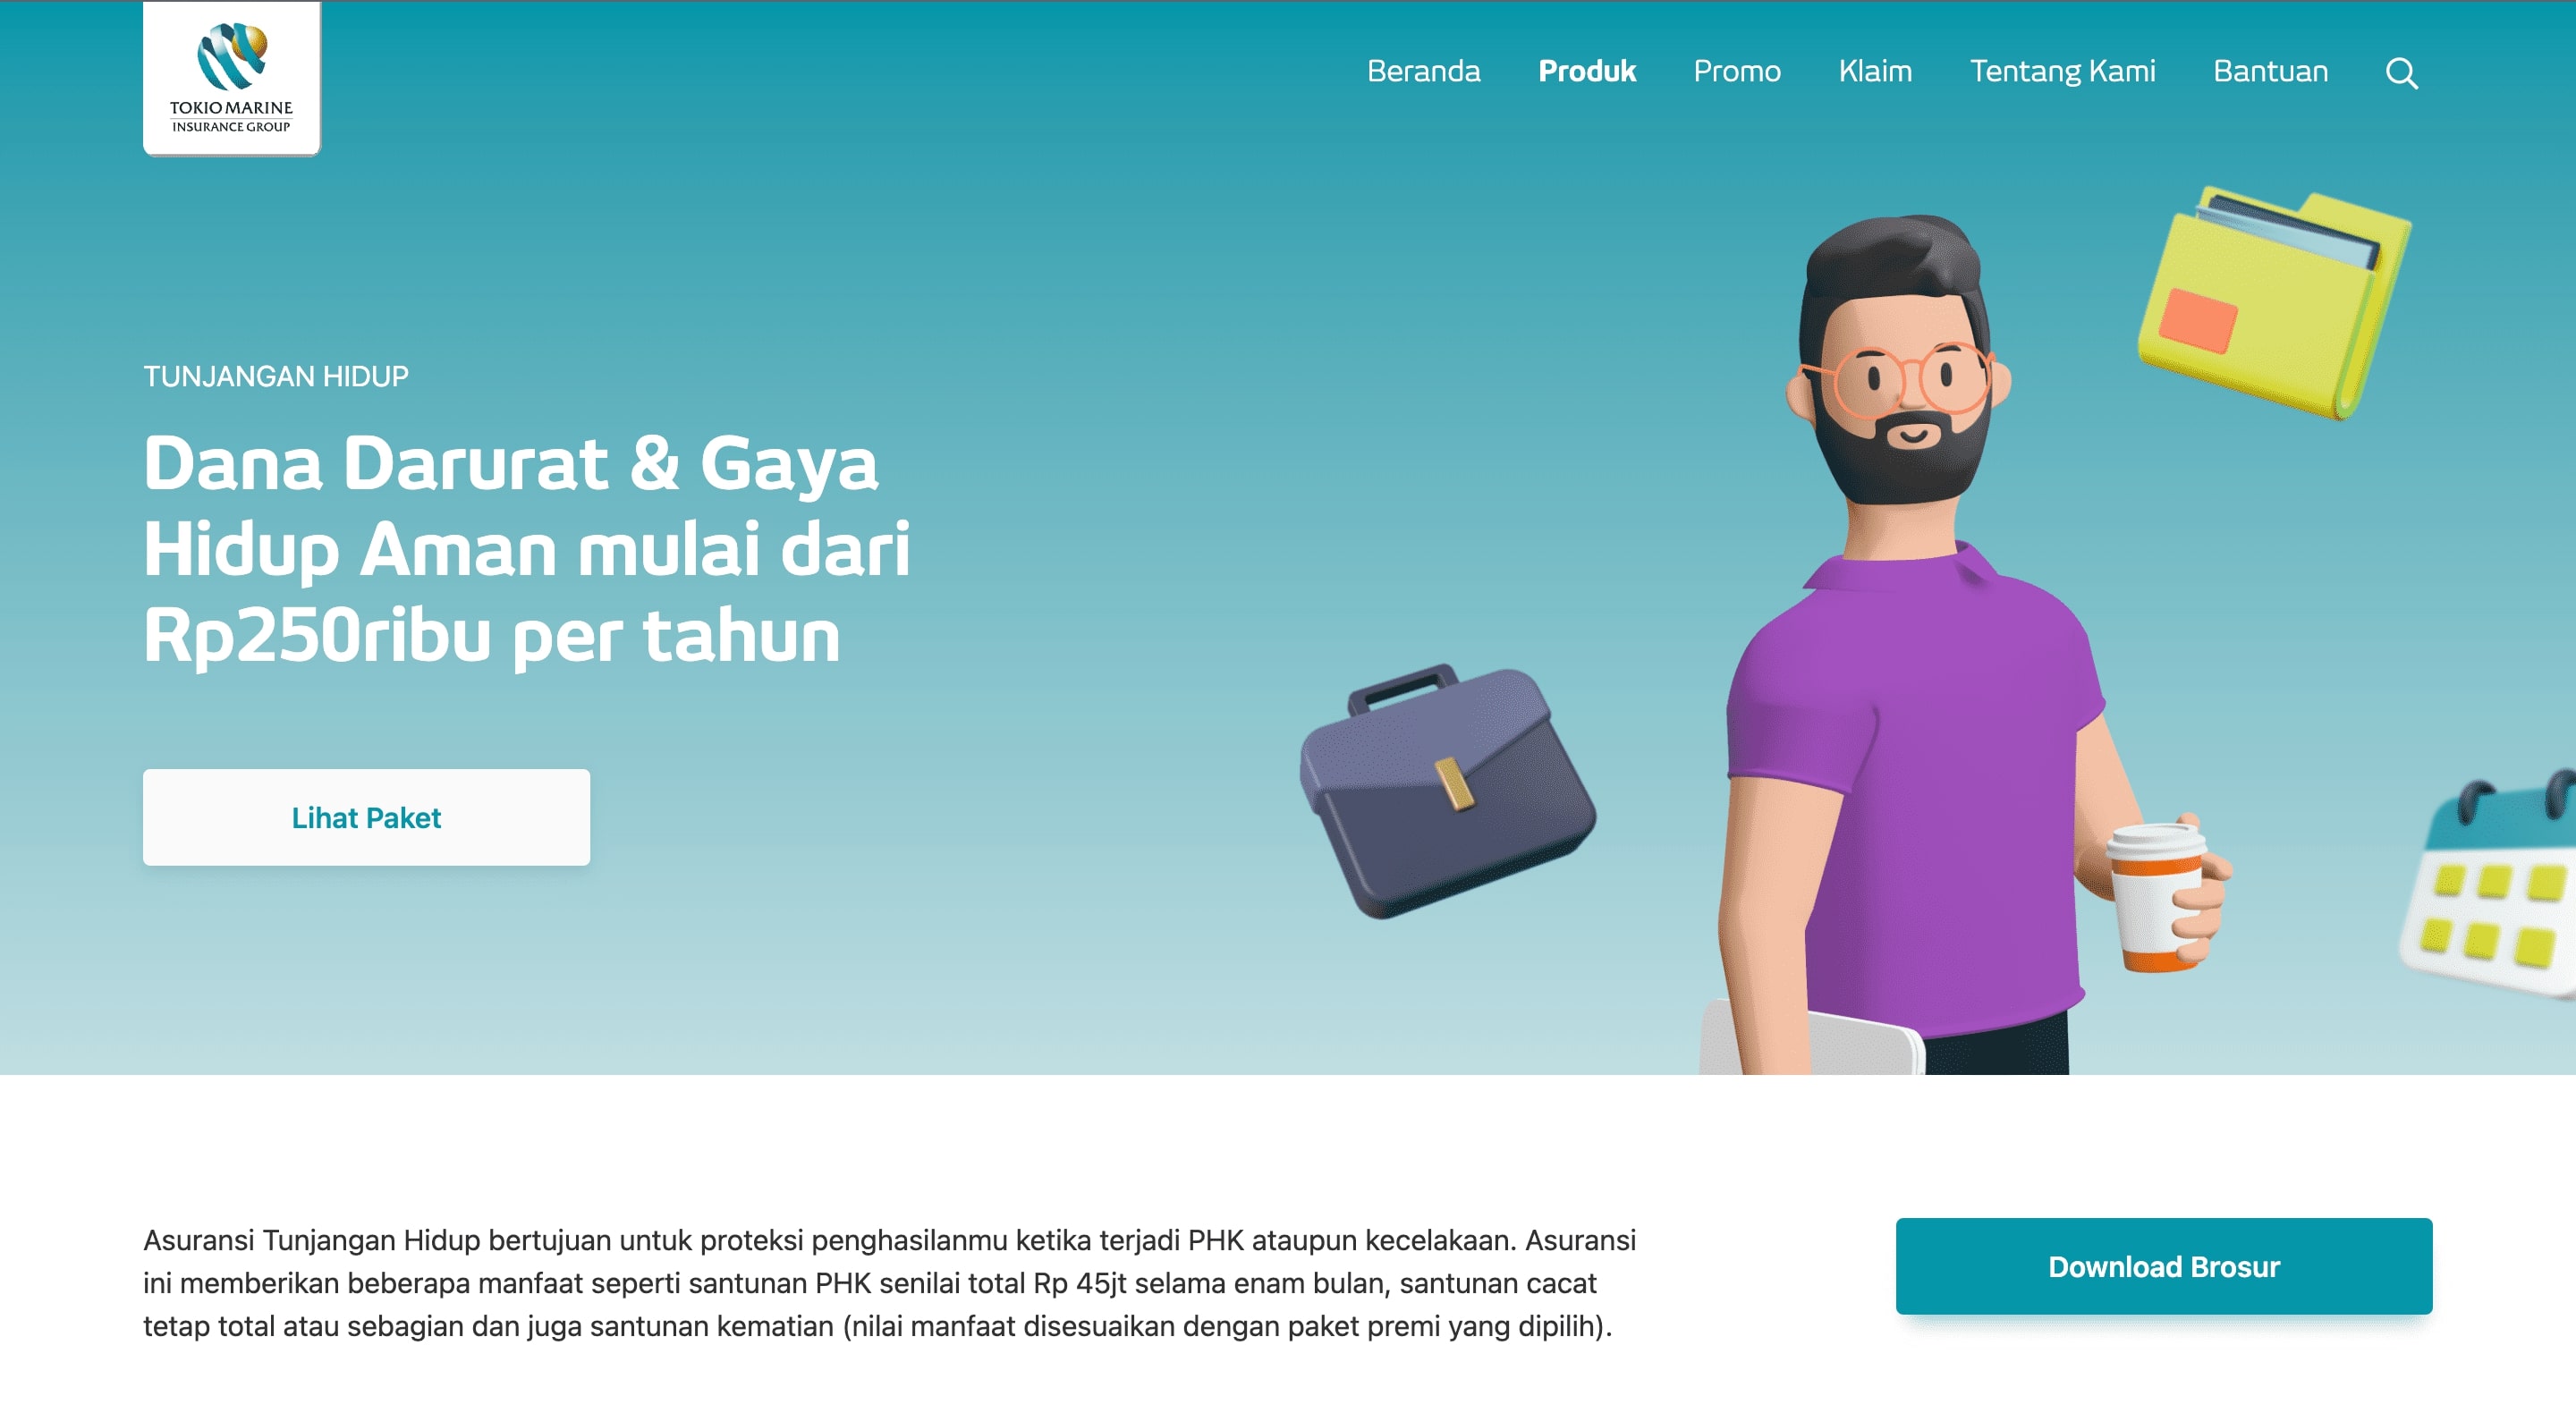 TOKIO MARINE
INSURANCE GROUP
Beranda Produk Promo Klaim Tentang Kami Bantuan
TUNJANGAN HIDUP
Dana Darurat & Gaya
Hidup Aman mulai dari
Rp250ribu per tahun
Lihat Paket
Asuransi Tunjangan Hidup bertujuan untuk proteksi penghasilanmu ketika terjadi PHK ataupun kecelakaan. Asuransi
ini memberikan beberapa manfaat seperti santunan PHK senilai total Rp 45jt selama enam bulan, santunan cacat
tetap total atau sebagian dan juga santunan kematian (nilai manfaat disesuaikan dengan paket premi yang dipilih).
Download Brosur